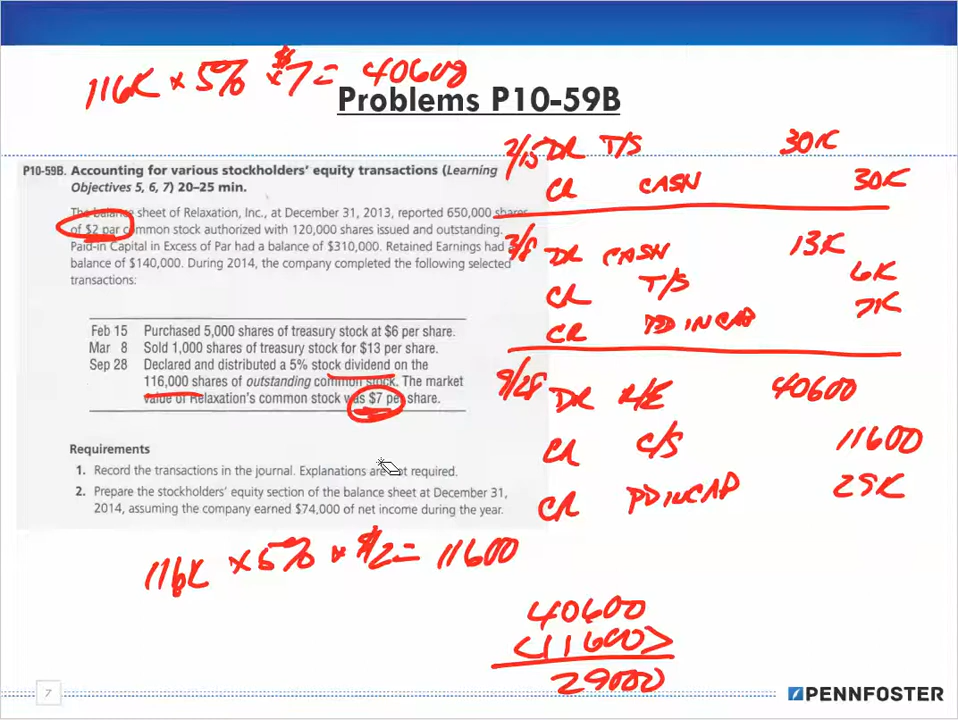 116K × 5% × $7 = 40600
Problems P10-59B
P10-59B. Accounting for various stockholders' equity transactions (Learning
Objectives 5, 6, 7) 20–25 min.
The balance sheet of Relaxation, Inc., at December 31, 2013, reported 650,000 shares
of $2 par common stock authorized with 120,000 shares issued and outstanding.
Paid-in Capital in Excess of Par had a balance of $310,000. Retained Earnings had a
balance of $140,000. During 2014, the company completed the following selected
transactions:
Feb 15 Purchased 5,000 shares of treasury stock at $6 per share.
Mar 8 Sold 1,000 shares of treasury stock for $13 per share.
Sep 28 Declared and distributed a 5% stock dividend on the
116,000 shares of outstanding common stock. The market
value of Relaxation's common stock was $7 per share.
Requirements
1. Record the transactions in the journal. Explanations are not required.
2. Prepare the stockholders' equity section of the balance sheet at December 31,
2014, assuming the company earned $74,000 of net income during the year.
2/15 DR T/S 30K
CR CASH 30K
3/8 DR CASH 13K
CR T/S 6K
CR PD IN CAP 7K
9/28 DR R/E 40600
CR C/S 11600
CR PD IN CAP 29K
116K × 5% × $2 = 11600
40600
<11600>
29000
7
PENNFOSTER